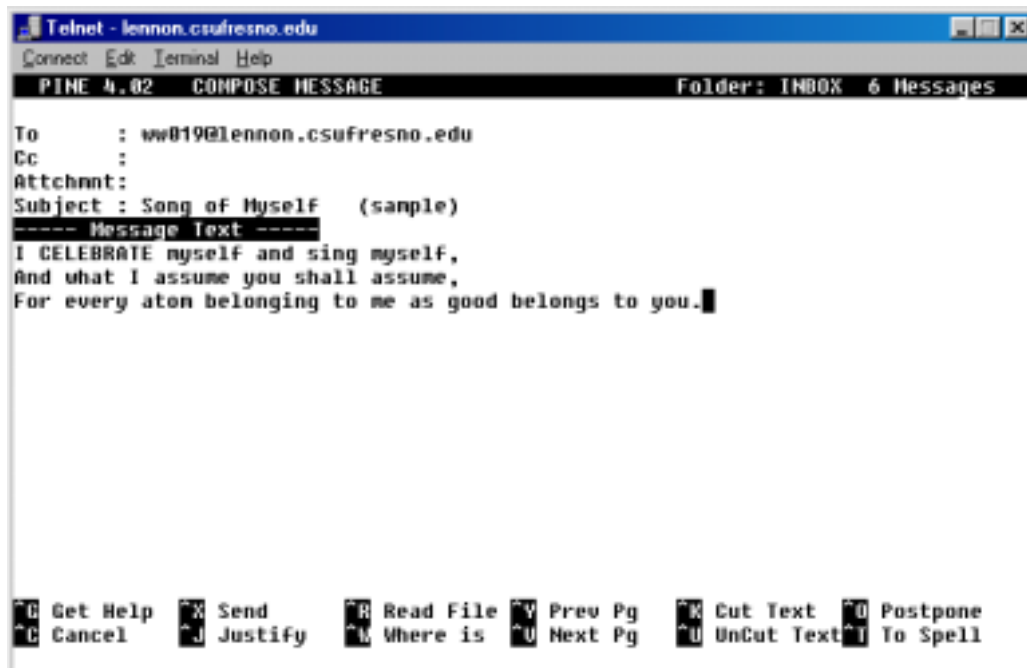 Telnet - lennon.csufresno.edu
Connect Edit Terminal Help
PINE 4.02 COMPOSE MESSAGE Folder: INBOX 6 Messages
To : ww019@lennon.csufresno.edu
Cc :
Attchmnt:
Subject : Song of Myself (sample)
----- Message Text -----
I CELEBRATE myself and sing myself,
And what I assume you shall assume,
For every atom belonging to me as good belongs to you.
^G Get Help ^X Send ^R Read File ^Y Prev Pg ^K Cut Text ^O Postpone
^C Cancel ^J Justify ^W Where is ^V Next Pg ^U UnCut Text ^T To Spell